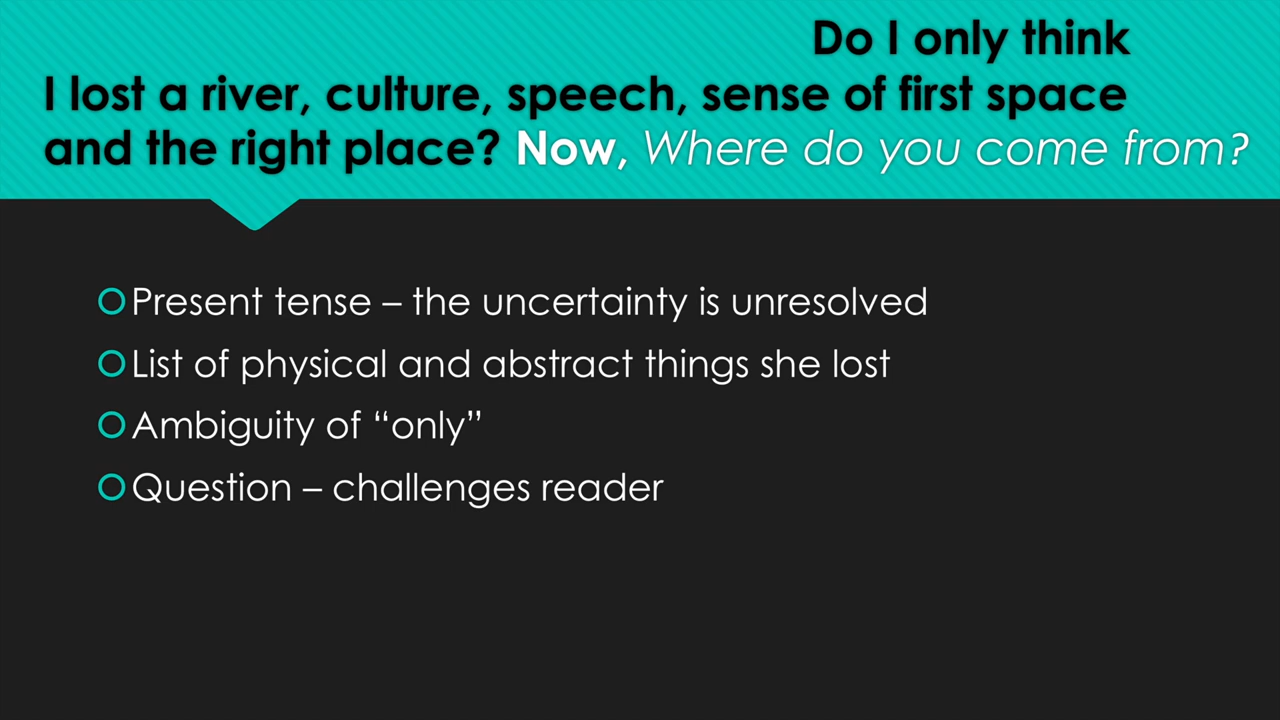 Do I only think
I lost a river, culture, speech, sense of first space
and the right place? Now, Where do you come from?
Present tense – the uncertainty is unresolved
List of physical and abstract things she lost
Ambiguity of “only”
Question – challenges reader